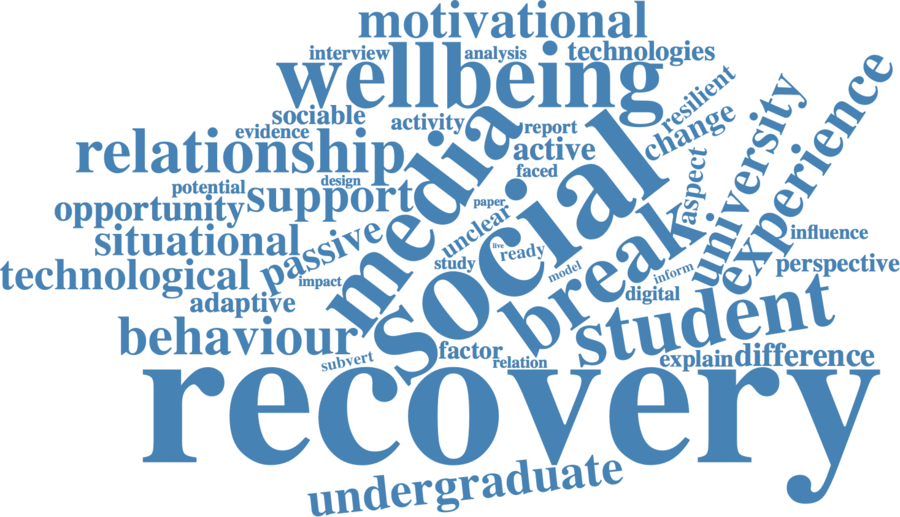 motivational
interview
analysis
technologies
wellbeing
sociable
evidence
activity
report
resilient
change
relationship
active
faced
media
social
university
experience
potential
design
support
paper
aspect
opportunity
unclear
situational
passive
live
ready
break
influence
technological
impact
study
model
inform
perspective
adaptive
digital
student
behaviour
subvert
factor
relation
explain
difference
recovery
undergraduate